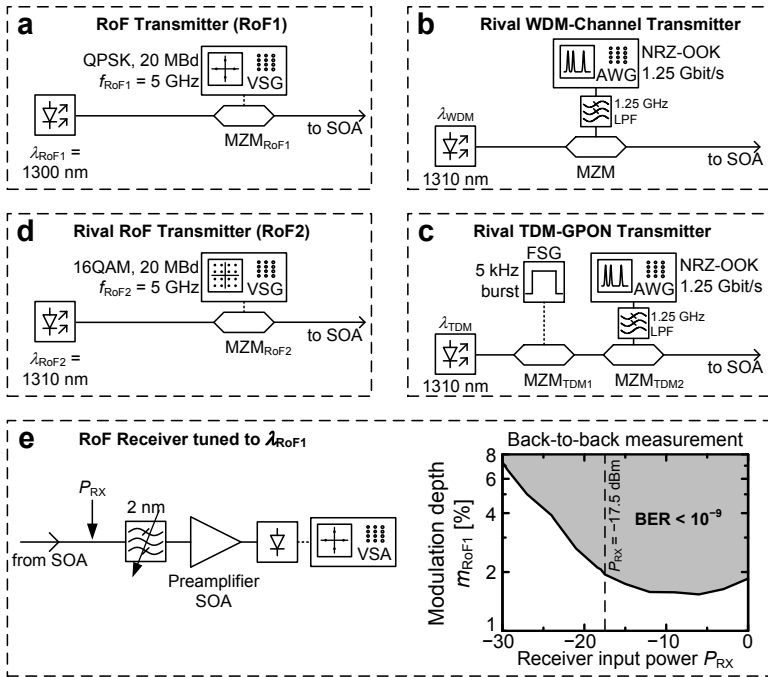 a RoF Transmitter (RoF1)
QPSK, 20 MBd
f_RoF1 = 5 GHz
VSG
λ_RoF1 =
1300 nm
MZM_RoF1
to SOA
b Rival WDM-Channel Transmitter
NRZ-OOK
1.25 Gbit/s
AWG
1.25 GHz
LPF
λ_WDM
1310 nm
MZM
to SOA
d Rival RoF Transmitter (RoF2)
16QAM, 20 MBd
f_RoF2 = 5 GHz
VSG
λ_RoF2 =
1310 nm
MZM_RoF2
to SOA
c Rival TDM-GPON Transmitter
FSG
5 kHz
burst
NRZ-OOK
1.25 Gbit/s
AWG
1.25 GHz
LPF
λ_TDM
1310 nm
MZM_TDM1
MZM_TDM2
to SOA
e RoF Receiver tuned to λ_RoF1
P_RX
2 nm
from SOA
Preamplifier
SOA
VSA
Back-to-back measurement
Modulation depth
m_RoF1 [%]
8
4
2
1
P_RX = −17.5 dBm
BER < 10⁻⁹
−30
−20
−10
0
Receiver input power P_RX